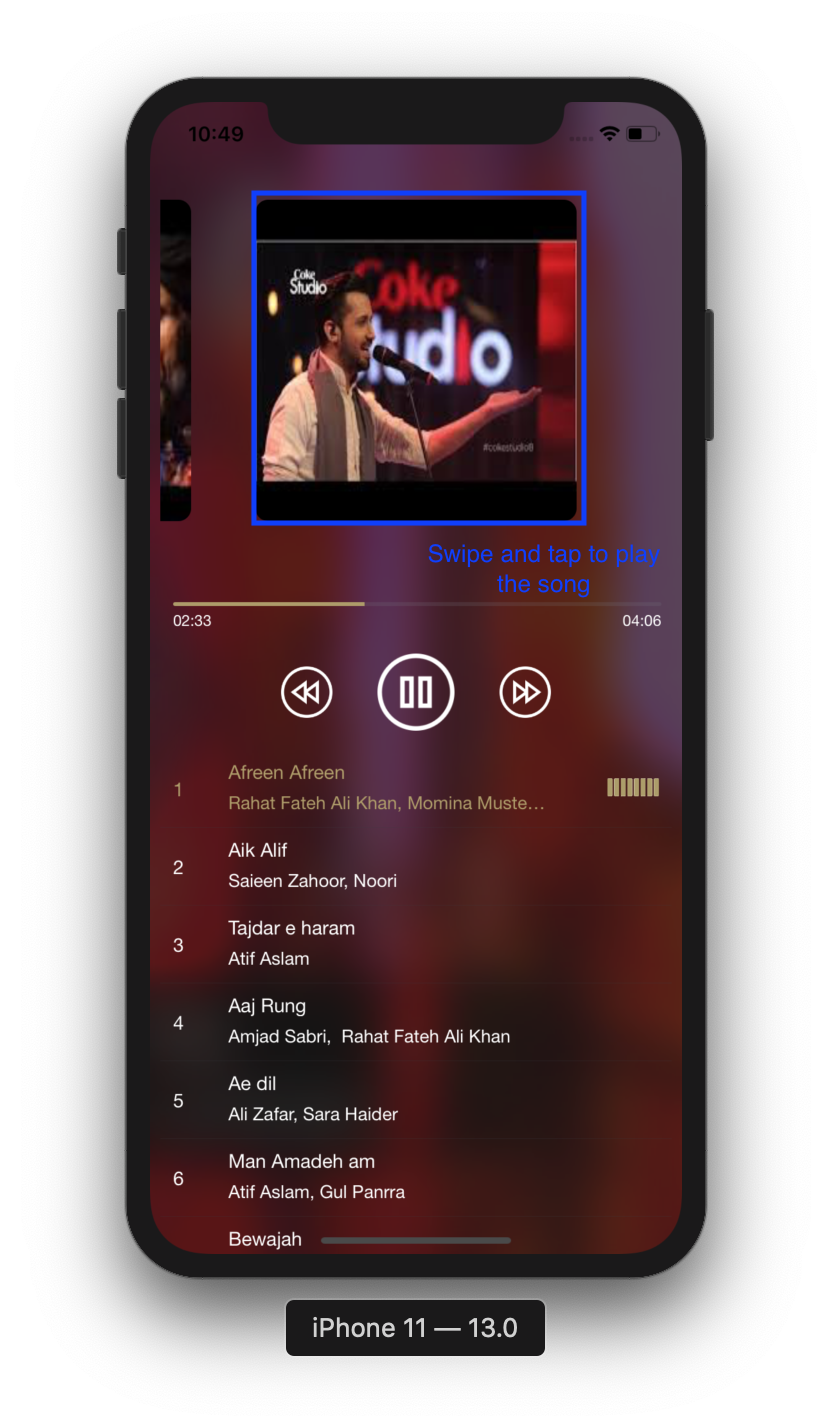 10:49
Coke
Studio
Coke
studio
#cokestudio8
Swipe and tap to play
the song
02:33
04:06
1
Afreen Afreen
Rahat Fateh Ali Khan, Momina Muste…
2
Aik Alif
Saieen Zahoor, Noori
3
Tajdar e haram
Atif Aslam
4
Aaj Rung
Amjad Sabri,  Rahat Fateh Ali Khan
5
Ae dil
Ali Zafar, Sara Haider
6
Man Amadeh am
Atif Aslam, Gul Panrra
Bewajah
iPhone 11 — 13.0